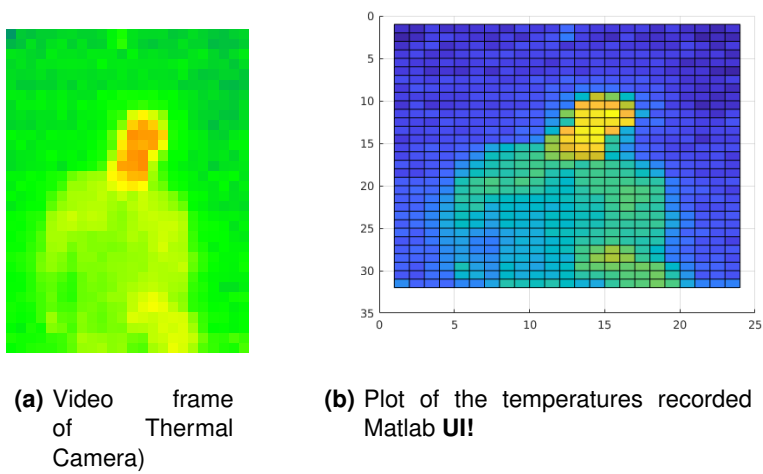 0
5
10
15
20
25
30
35
0 5 10 15 20 25
(a) Video frame
of Thermal
Camera)
(b) Plot of the temperatures recorded
Matlab UI!